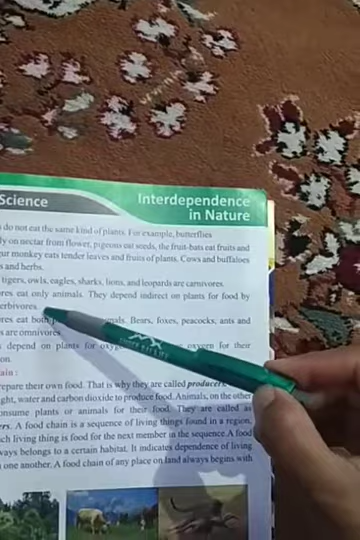 Science
Interdependence
in Nature
do not eat the same kind of plants. For example, butterflies
ly on nectar from flower, pigeons eat seeds, the fruit-bats eat fruits and
ur monkey eats tender leaves and fruits of plants. Cows and buffaloes
s and herbs.
tigers, owls, eagles, sharks, lions, and leopards are carnivores.
ores eat only animals. They depend indirect on plants for food by
erbivores.
ores eat both nals. Bears, foxes, peacocks, ants and
s are omnivores
s depend on plants for oxyg oxygen for their
on.
ain :
repare their own food. That is why they are called producers.
ght, water and carbon dioxide to produce food. Animals, on the other
onsume plants or animals for their food. They are called as
ers. A food chain is a sequence of living things found in a region,
ch living thing is food for the next member in the sequence. A food
ways belongs to a certain habitat. It indicates dependence of living
one another. A food chain of any place on land always begins with